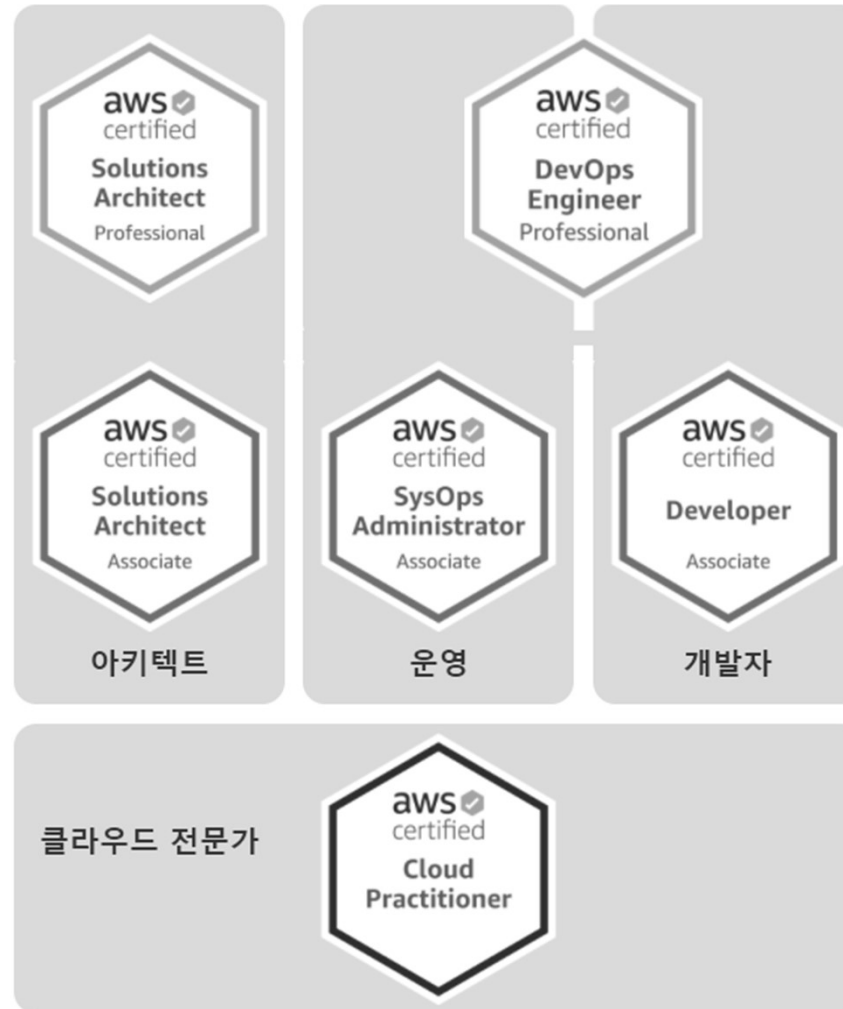 aws
certified
Solutions
Architect
Professional
aws
certified
DevOps
Engineer
Professional
aws
certified
Solutions
Architect
Associate
아키텍트
aws
certified
SysOps
Administrator
Associate
운영
aws
certified
Developer
Associate
개발자
클라우드 전문가
aws
certified
Cloud
Practitioner